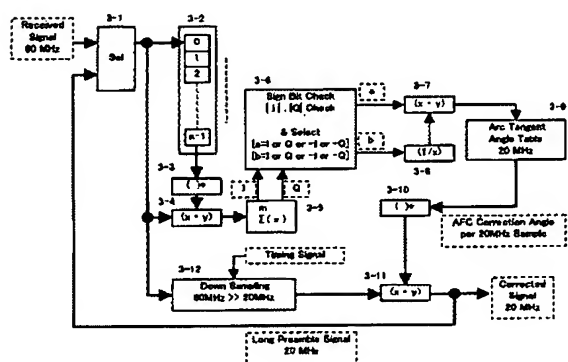 Received
Signal
80 MHz
3-1
Sel
3-2
0
1
2
n-1
3-3
( )*
3-4
(x・y)
m
Σ(x)
3-5
I
Q
3-6
Sign Bit Check
|I|, |Q| Check
& Select
[a=I or Q or -I or -Q]
[b=I or Q or -I or -Q]
a
b
3-7
(x・y)
(1/x)
3-8
3-9
Arc Tangent
Angle Table
20 MHz
3-10
( )*
AFC Correction Angle
per 20MHz Sample
Timing Signal
3-12
Down Sampling
80MHz >> 20MHz
3-11
(x・y)
Corrected
Signal
20 MHz
Long Preamble Signal
20 MHz